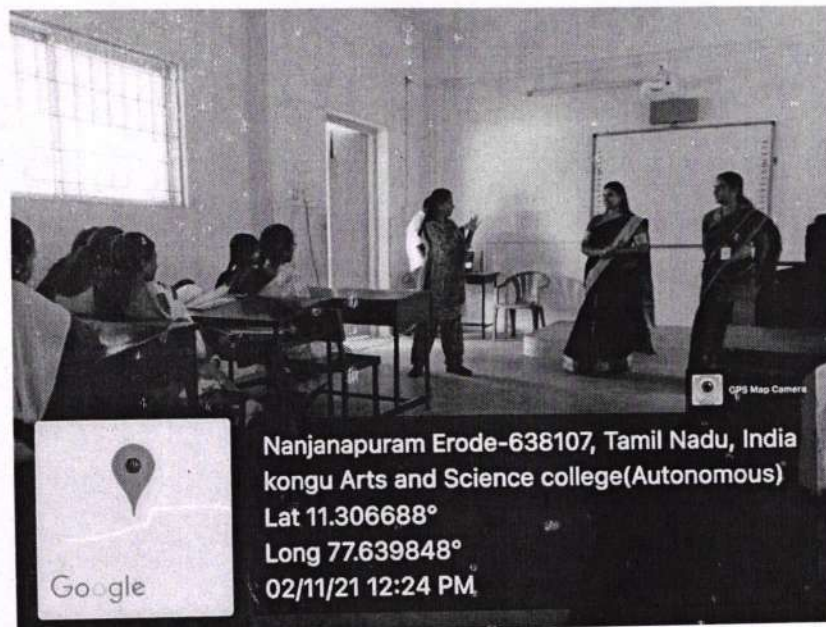 GPS Map Camera
Nanjanapuram Erode-638107, Tamil Nadu, India
kongu Arts and Science college(Autonomous)
Lat 11.306688°
Long 77.639848°
02/11/21 12:24 PM
Google